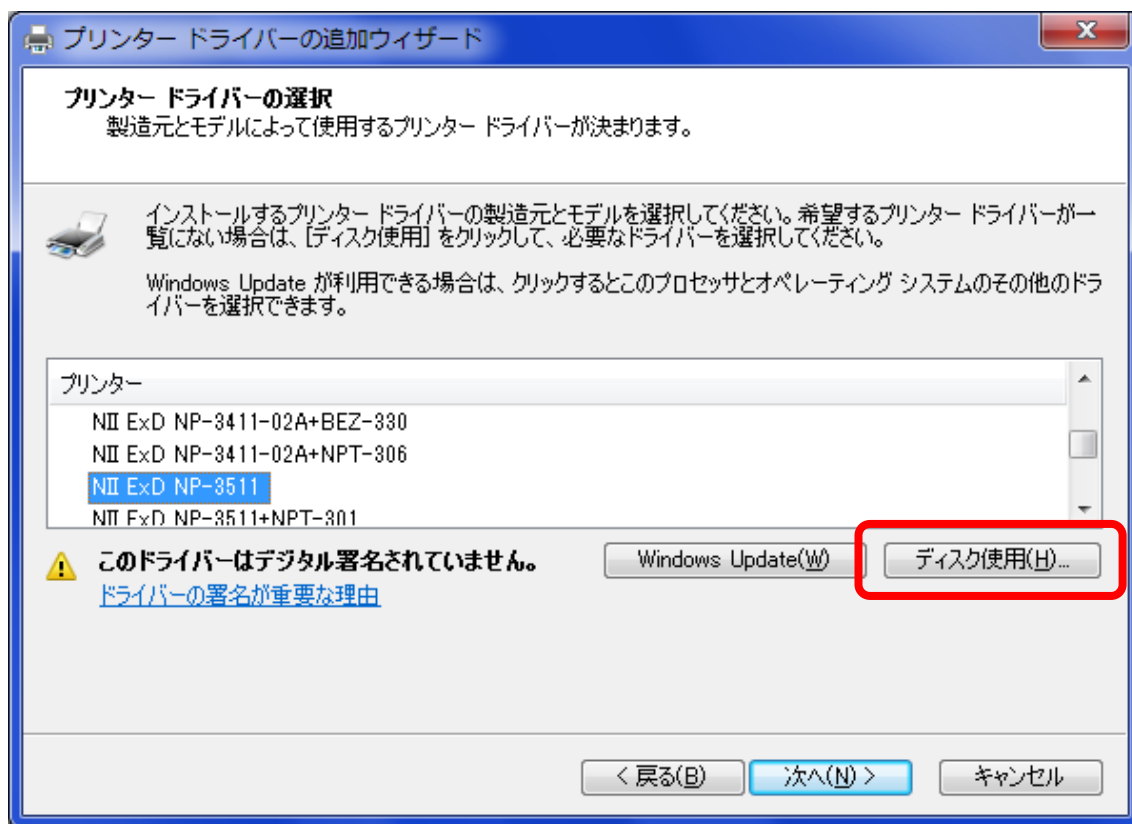 プリンター ドライバーの追加ウィザード
プリンター ドライバーの選択
製造元とモデルによって使用するプリンター ドライバーが決まります。
インストールするプリンター ドライバーの製造元とモデルを選択してください。希望するプリンター ドライバーが一
覧にない場合は、[ディスク使用] をクリックして、必要なドライバーを選択してください。
Windows Update が利用できる場合は、クリックするとこのプロセッサとオペレーティング システムのその他のドラ
イバーを選択できます。
プリンター
NII ExD NP-3411-02A+BEZ-330
NII ExD NP-3411-02A+NPT-306
NII ExD NP-3511
NII ExD NP-3511+NPT-301
このドライバーはデジタル署名されていません。
Windows Update(W)
ディスク使用(H)...
ドライバーの署名が重要な理由
< 戻る(B)
次へ(N) >
キャンセル